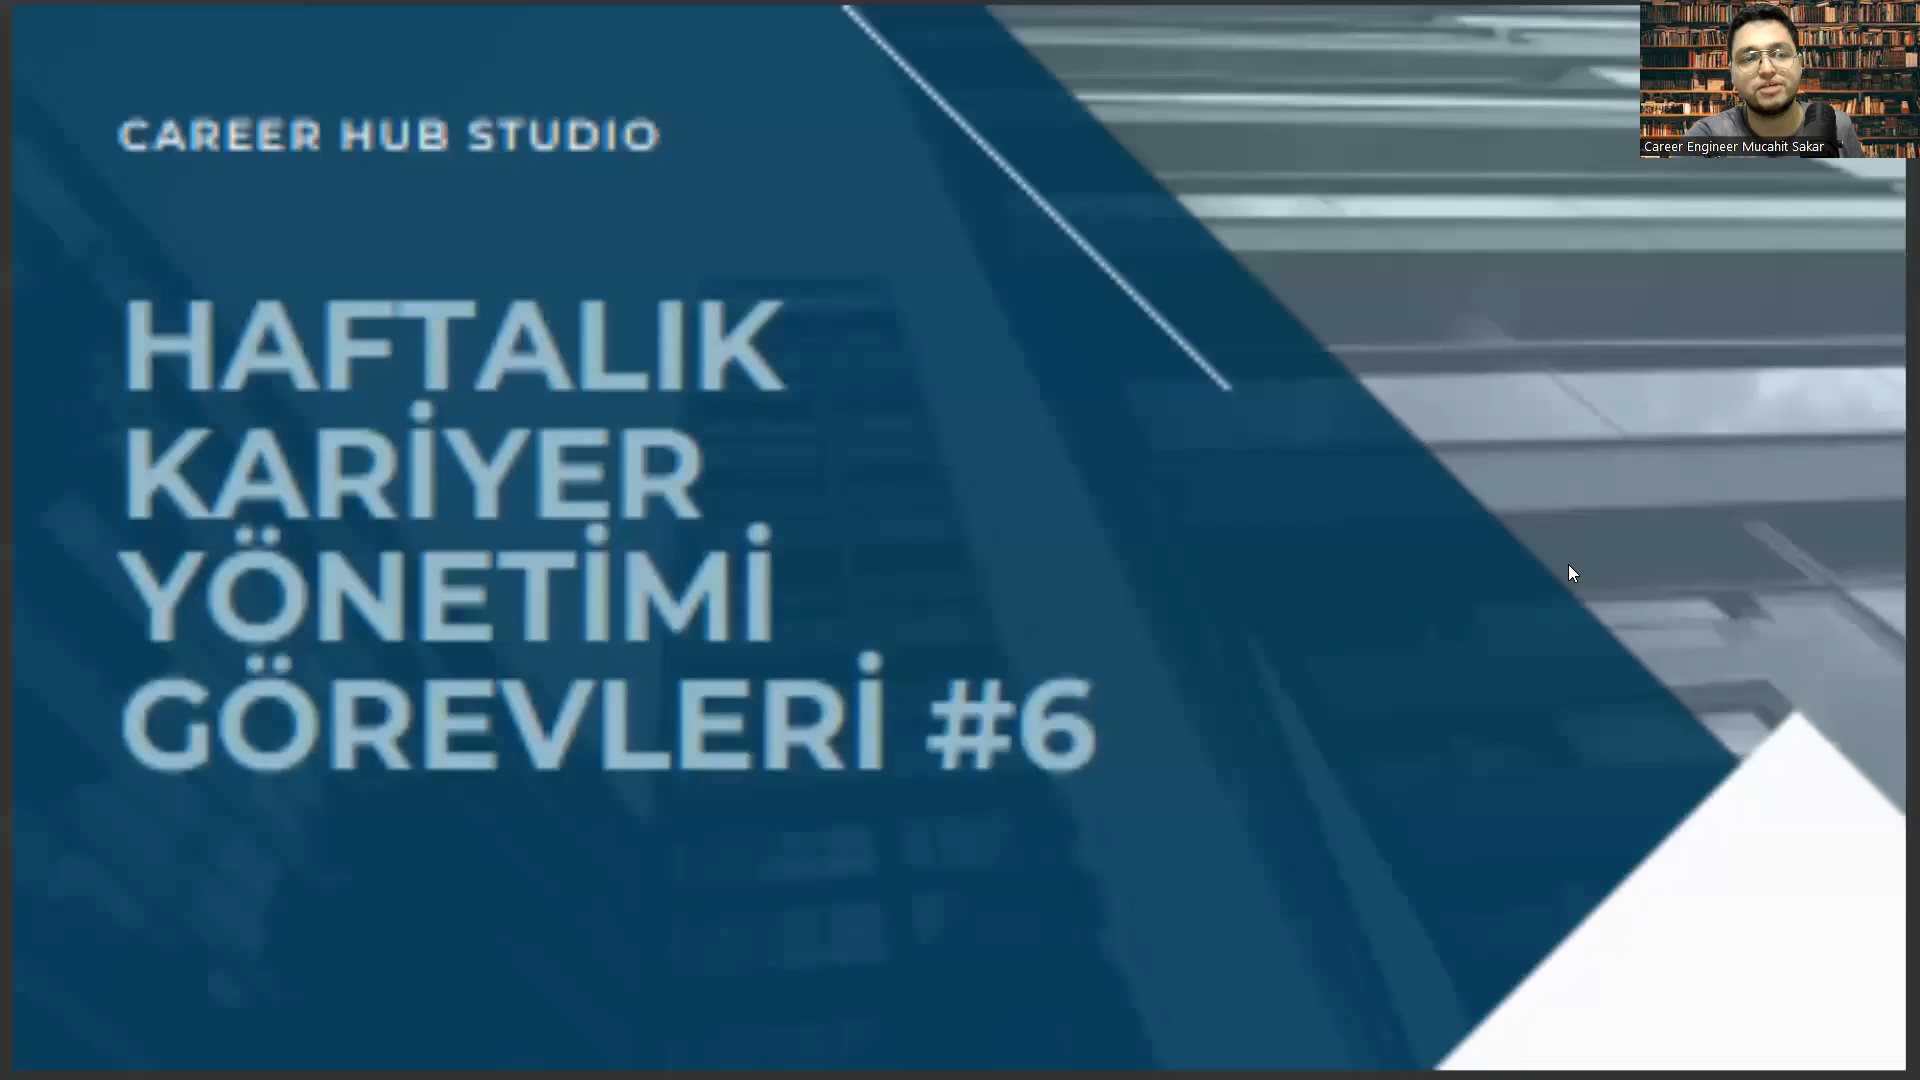 CAREER HUB STUDIO
HAFTALIK
KARİYER
YÖNETİMİ
GÖREVLERİ #6
Career Engineer Mucahit Sakar